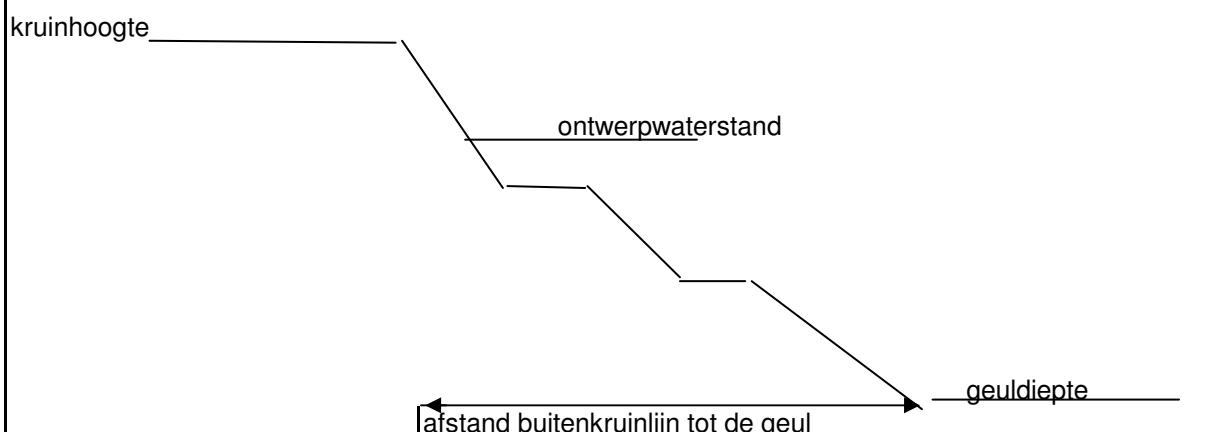 kruinhoogte
ontwerpwaterstand
geuldiepte
afstand buitenkruinlijn tot de geul